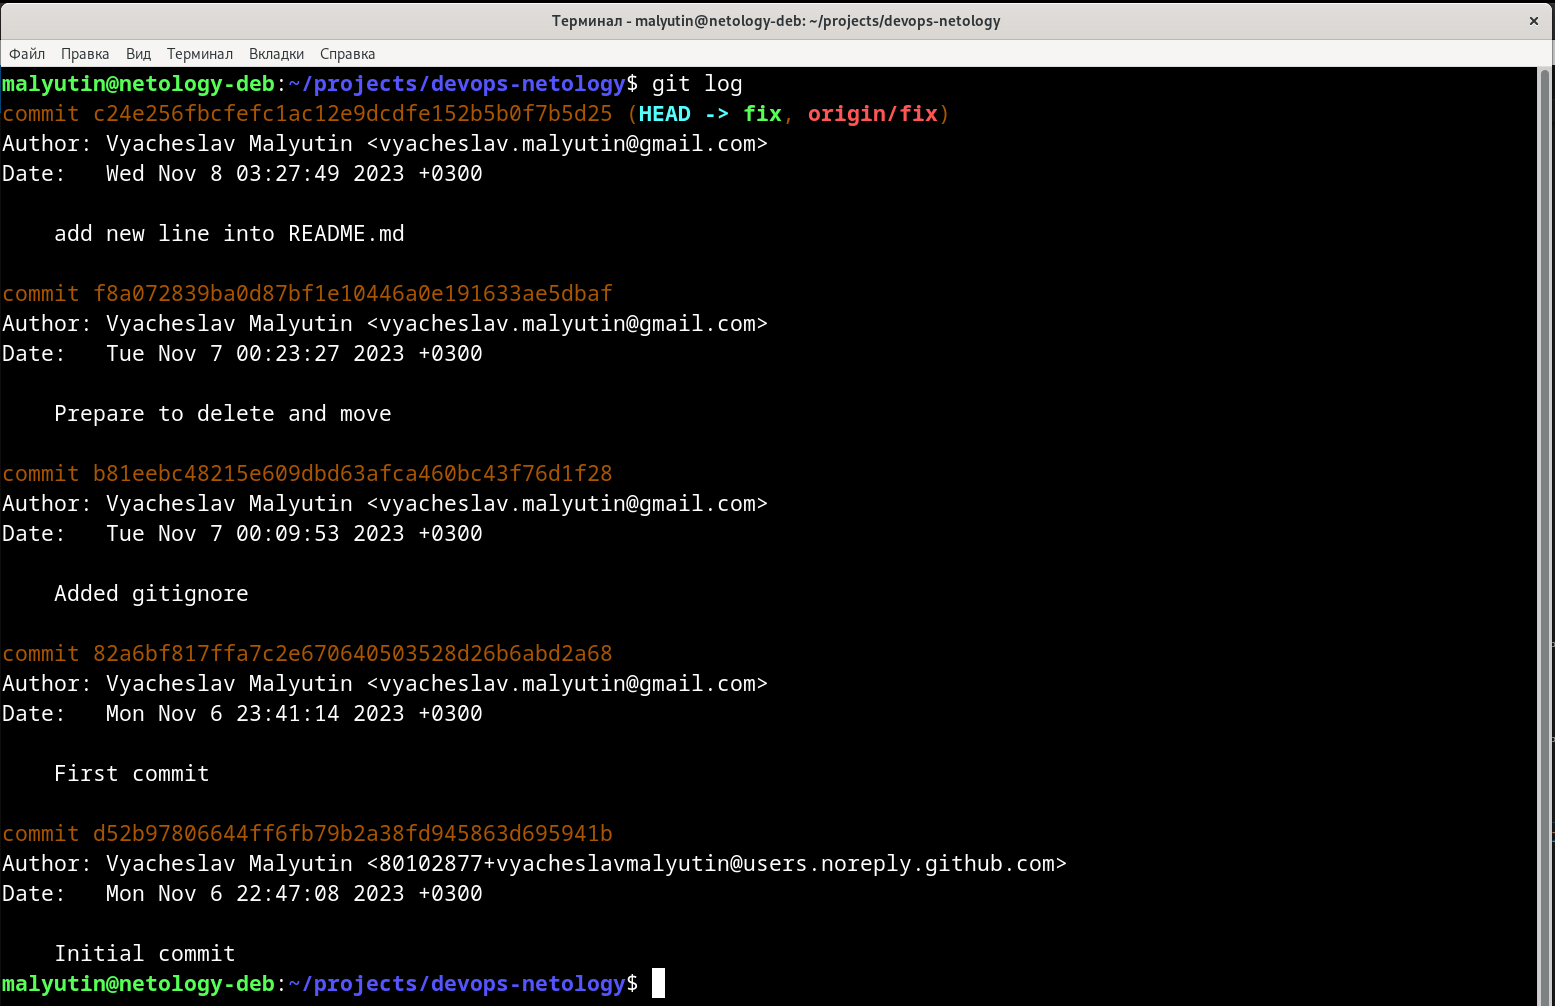 Терминал - malyutin@netology-deb: ~/projects/devops-netology
Файл Правка Вид Терминал Вкладки Справка
malyutin@netology-deb:~/projects/devops-netology$ git log
commit c24e256fbcfefc1ac12e9dcdfe152b5b0f7b5d25 (HEAD -> fix, origin/fix)
Author: Vyacheslav Malyutin <vyacheslav.malyutin@gmail.com>
Date:   Wed Nov 8 03:27:49 2023 +0300
    add new line into README.md
commit f8a072839ba0d87bf1e10446a0e191633ae5dbaf
Author: Vyacheslav Malyutin <vyacheslav.malyutin@gmail.com>
Date:   Tue Nov 7 00:23:27 2023 +0300
    Prepare to delete and move
commit b81eebc48215e609dbd63afca460bc43f76d1f28
Author: Vyacheslav Malyutin <vyacheslav.malyutin@gmail.com>
Date:   Tue Nov 7 00:09:53 2023 +0300
    Added gitignore
commit 82a6bf817ffa7c2e670640503528d26b6abd2a68
Author: Vyacheslav Malyutin <vyacheslav.malyutin@gmail.com>
Date:   Mon Nov 6 23:41:14 2023 +0300
    First commit
commit d52b97806644ff6fb79b2a38fd945863d695941b
Author: Vyacheslav Malyutin <80102877+vyacheslavmalyutin@users.noreply.github.com>
Date:   Mon Nov 6 22:47:08 2023 +0300
    Initial commit
malyutin@netology-deb:~/projects/devops-netology$